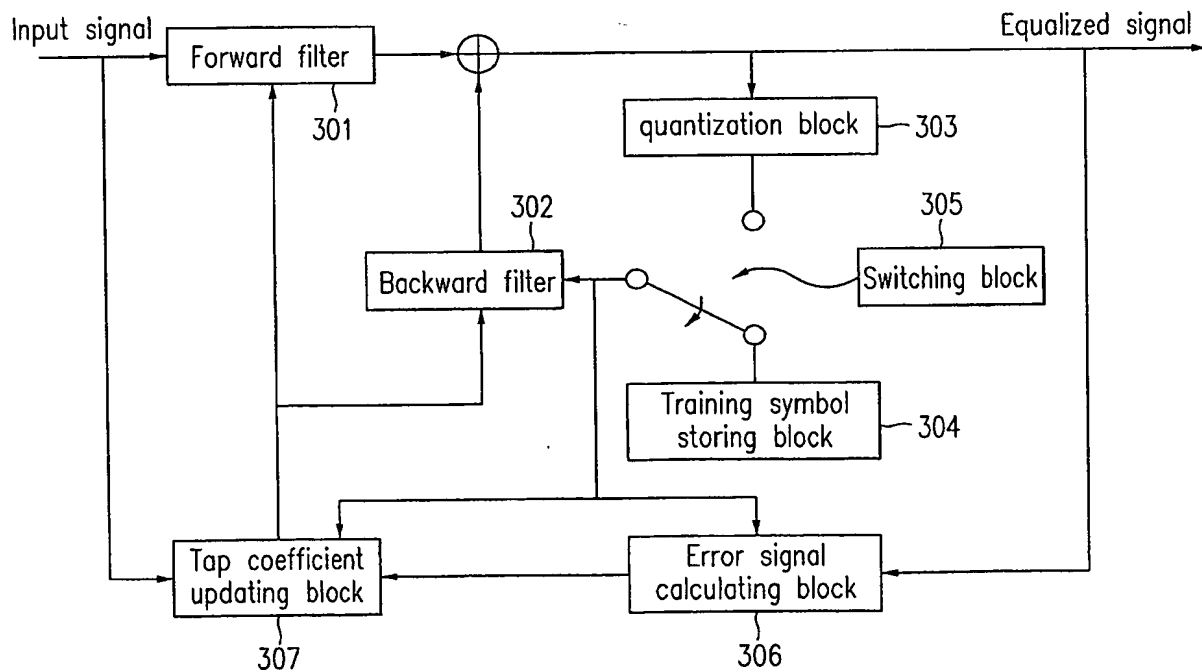 Input signal
Equalized signal
Forward filter
301
quantization block
303
302
305
Backward filter
Switching block
Training symbol
storing block
304
Tap coefficient
updating block
Error signal
calculating block
307
306